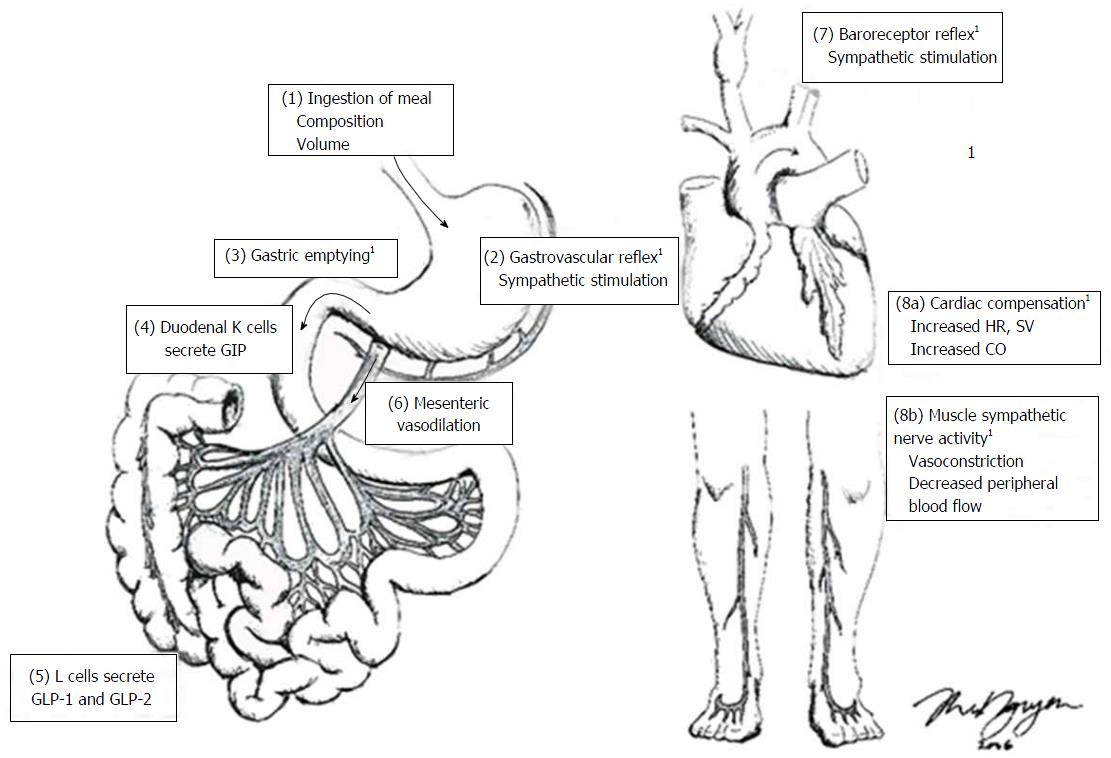 (1) Ingestion of meal
Composition
Volume
(2) Gastrovascular reflex¹
Sympathetic stimulation
(3) Gastric emptying¹
(4) Duodenal K cells
secrete GIP
(5) L cells secrete
GLP-1 and GLP-2
(6) Mesenteric
vasodilation
(7) Baroreceptor reflex¹
Sympathetic stimulation
1
(8a) Cardiac compensation¹
Increased HR, SV
Increased CO
(8b) Muscle sympathetic
nerve activity¹
Vasoconstriction
Decreased peripheral
blood flow